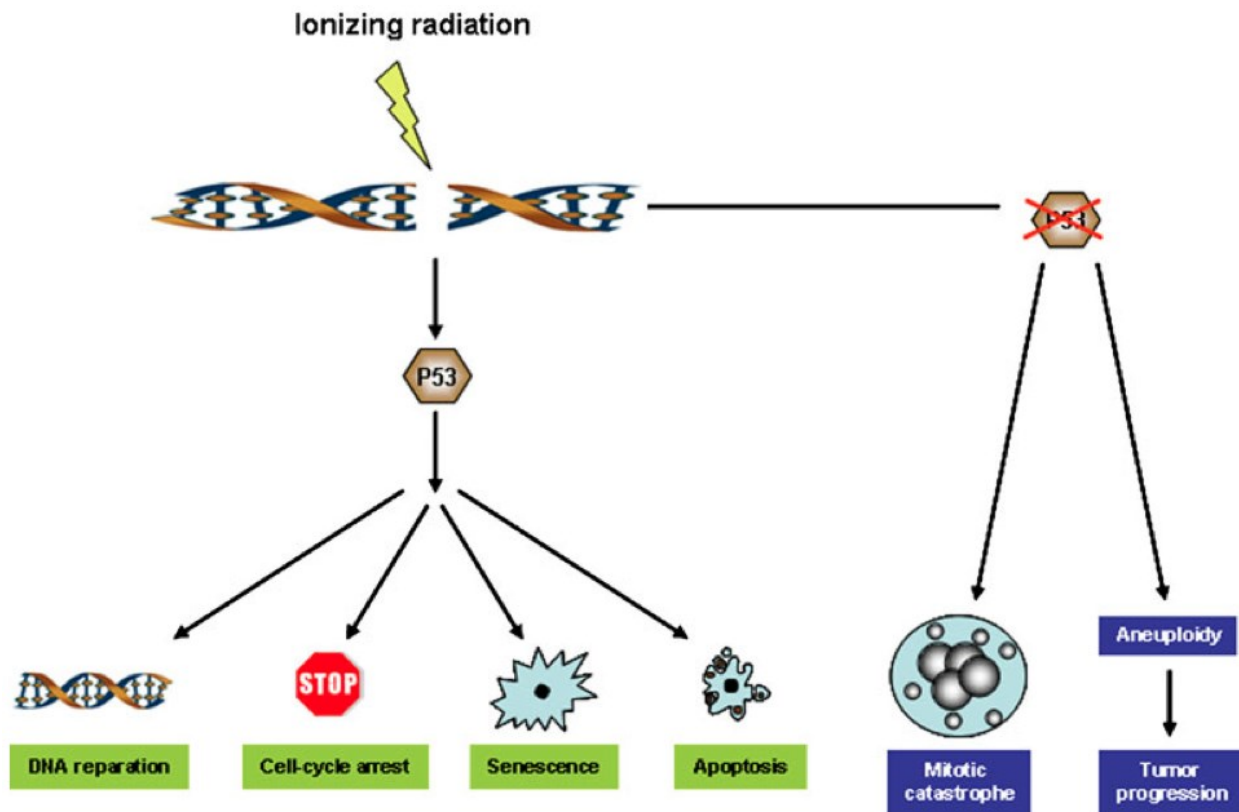 Ionizing radiation
P53
P53
STOP
Aneuploidy
DNA reparation
Cell-cycle arrest
Senescence
Apoptosis
Mitotic
catastrophe
Tumor
progression